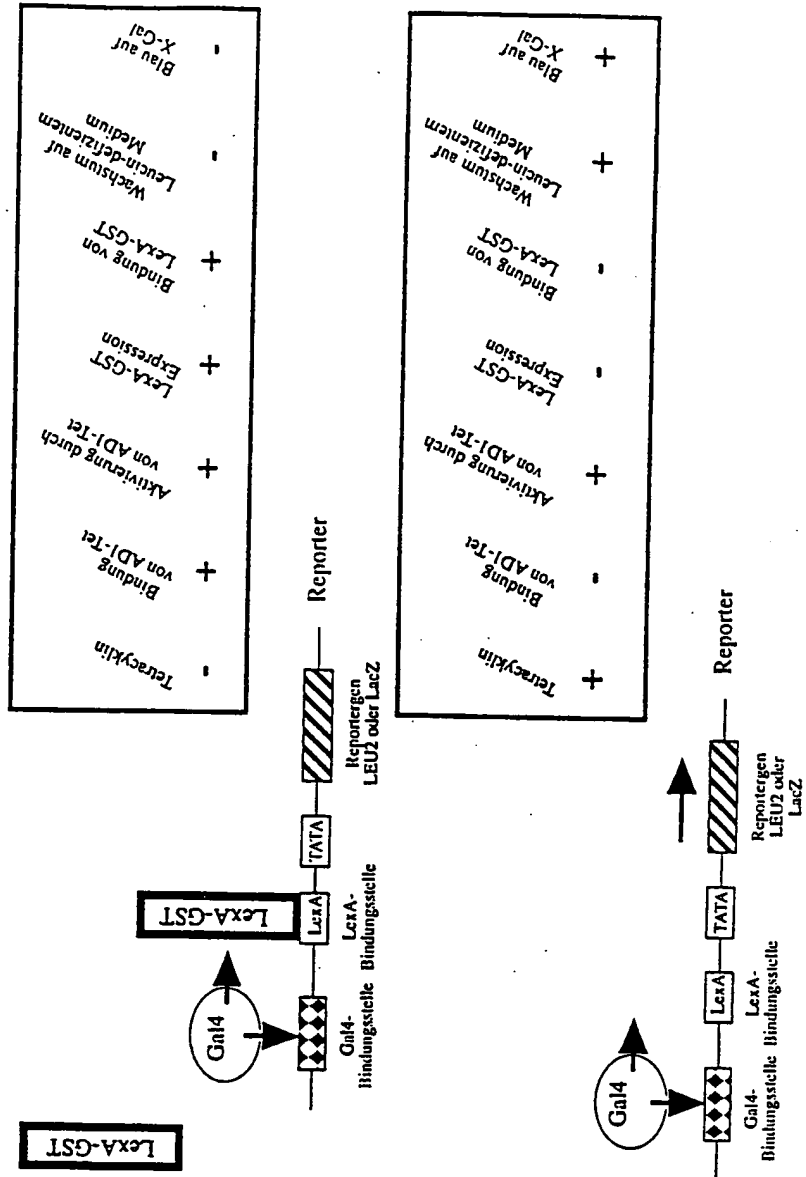 Tetracyklin
Bindung
von AD1-Tet
Aktivierung durch
von AD1-Tet
LexA-GST
Expression
Bindung von
LexA-GST
Wachstum auf
Leucin-defizientem
Medium
Blau auf
X-Gal
- + + + + - -
LexA-GST
LexA-GST
Gal4
LexA
TATA
Reporter
Gal4-
Bindungsstelle
LexA-
Bindungsstelle
Reportergen
LEU2 oder LacZ
Tetracyklin
Bindung
von AD1-Tet
Aktivierung durch
von AD1-Tet
LexA-GST
Expression
Bindung von
LexA-GST
Wachstum auf
Leucin-defizientem
Medium
Blau auf
X-Gal
+ - + - - + +
Gal4
LexA
TATA
Reporter
Gal4-
Bindungsstelle
LexA-
Bindungsstelle
Reportergen
LEU2 oder
LacZ